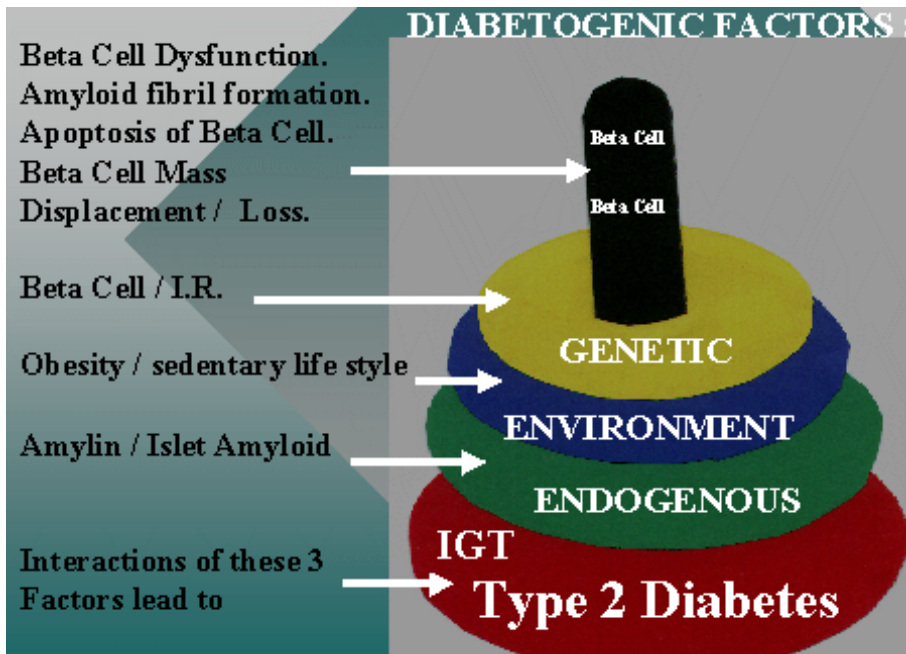 DIABETOGENIC FACTORS
Beta Cell Dysfunction.
Amyloid fibril formation.
Apoptosis of Beta Cell.
Beta Cell Mass
Displacement / Loss.
Beta Cell
Beta Cell
Beta Cell / I.R.
GENETIC
Obesity / sedentary life style
ENVIRONMENT
Amylin / Islet Amyloid
ENDOGENOUS
IGT
Interactions of these 3
Factors lead to
Type 2 Diabetes